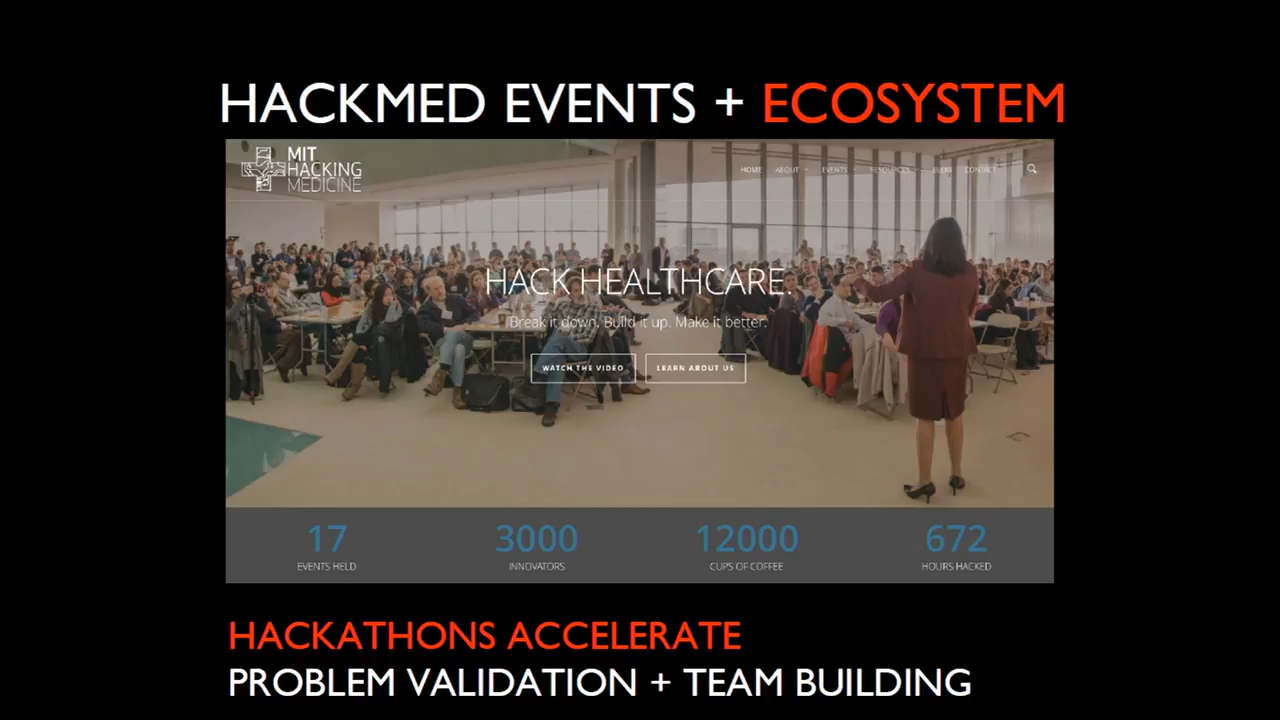 HACKMED EVENTS + ECOSYSTEM
MIT
HACKING
MEDICINE
HOME ABOUT EVENTS RESOURCES BLOG CONTACT
HACK HEALTHCARE.
Break it down. Build it up. Make it better.
WATCH THE VIDEO LEARN ABOUT US
17 3000 12000 672
EVENTS HELD INNOVATORS CUPS OF COFFEE HOURS HACKED
HACKATHONS ACCELERATE
PROBLEM VALIDATION + TEAM BUILDING